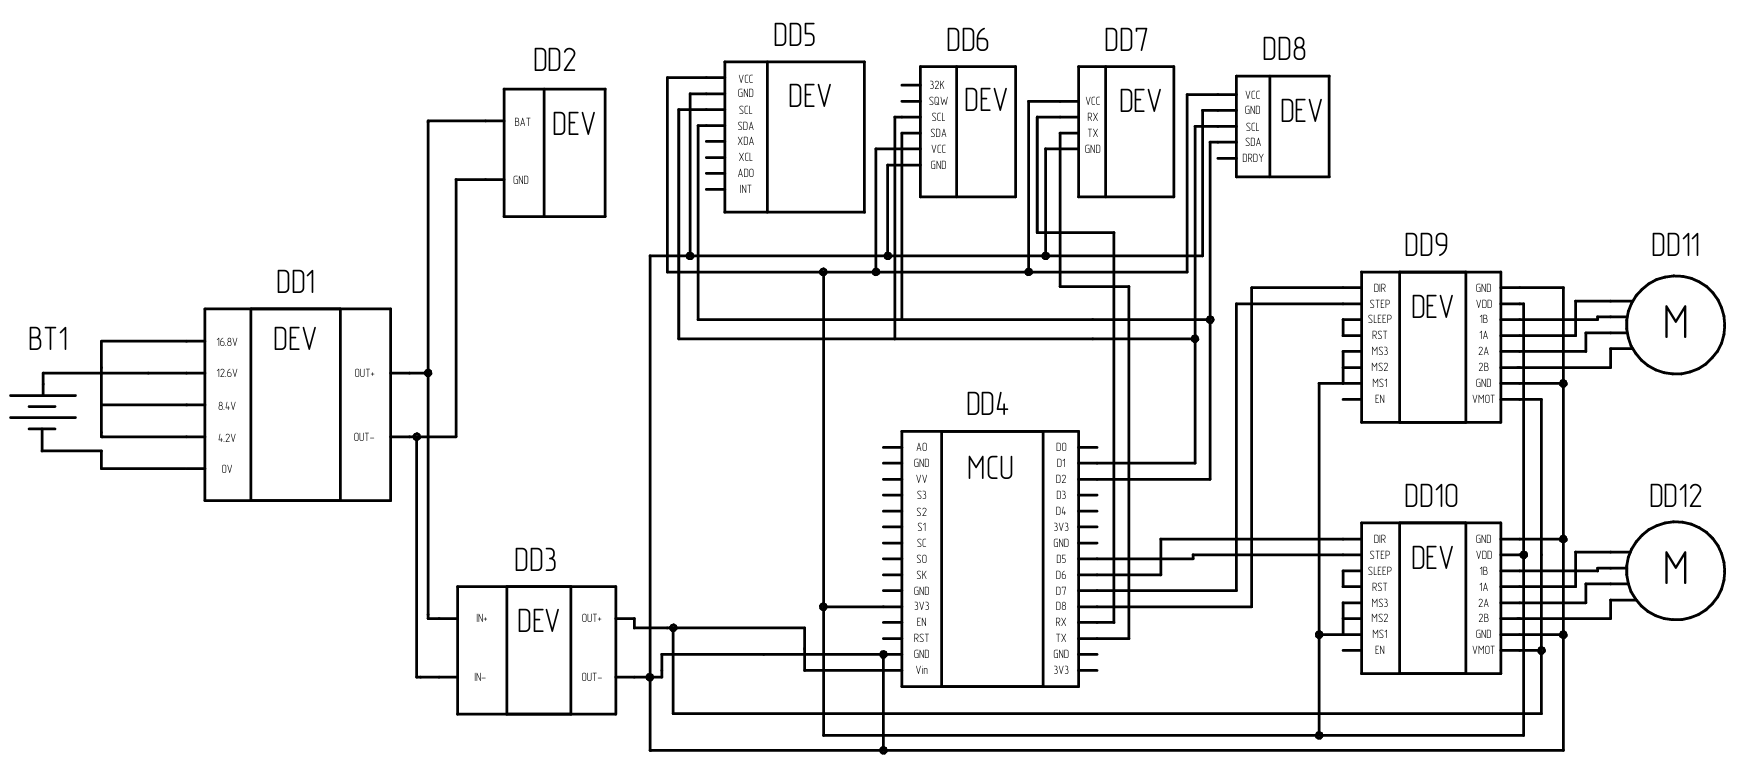 DD5
DD6
DD7
DD8
DD2
DEV
BAT
GND
DEV
VCC
GND
SCL
SDA
XDA
XCL
ADO
INT
DEV
32K
SQW
SCL
SDA
VCC
GND
DEV
VCC
RX
TX
GND
DEV
VCC
GND
SCL
SDA
DRDY
DD1
DEV
16.8V
12.6V
8.4V
4.2V
0V
OUT+
OUT-
BT1
DD9
DEV
DIR
STEP
SLEEP
RST
MS3
MS2
MS1
EN
GND
VDD
1B
1A
2A
2B
GND
VMOT
DD11
M
DD4
MCU
A0
GND
VV
S3
S2
S1
SC
SO
SK
GND
3V3
EN
RST
GND
Vin
D0
D1
D2
D3
D4
3V3
GND
D5
D6
D7
D8
RX
TX
GND
3V3
DD10
DEV
DIR
STEP
SLEEP
RST
MS3
MS2
MS1
EN
GND
VDD
1B
1A
2A
2B
GND
VMOT
DD12
M
DD3
DEV
IN+
IN-
OUT+
OUT-